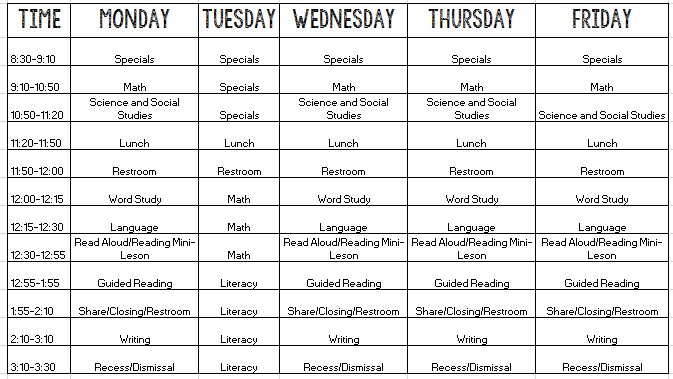 TIME MONDAY TUESDAY WEDNESDAY THURSDAY FRIDAY
8:30-9:10 Specials Specials Specials Specials Specials
9:10-10:50 Math Specials Math Math Math
Science and Social Science and Social Science and Social
10:50-11:20 Studies Specials Studies Studies Science and Social Studies
11:20-11:50 Lunch Lunch Lunch Lunch Lunch
11:50-12:00 Restroom Restroom Restroom Restroom Restroom
12:00-12:15 Word Study Math Word Study Word Study Word Study
12:15-12:30 Language Math Language Language Language
Read Aloud/Reading Mini- Read Aloud/Reading Mini- Read Aloud/Reading Mini- Read Aloud/Reading Mini-
12:30-12:55 Leson Math Leson Leson Leson
12:55-1:55 Guided Reading Literacy Guided Reading Guided Reading Guided Reading
1:55-2:10 Share/Closing/Restroom Literacy Share/Closing/Restroom Share/Closing/Restroom Share/Closing/Restroom
2:10-3:10 Writing Literacy Writing Writing Writing
3:10-3:30 Recess/Dismissal Literacy Recess/Dismissal Recess/Dismissal Recess/Dismissal